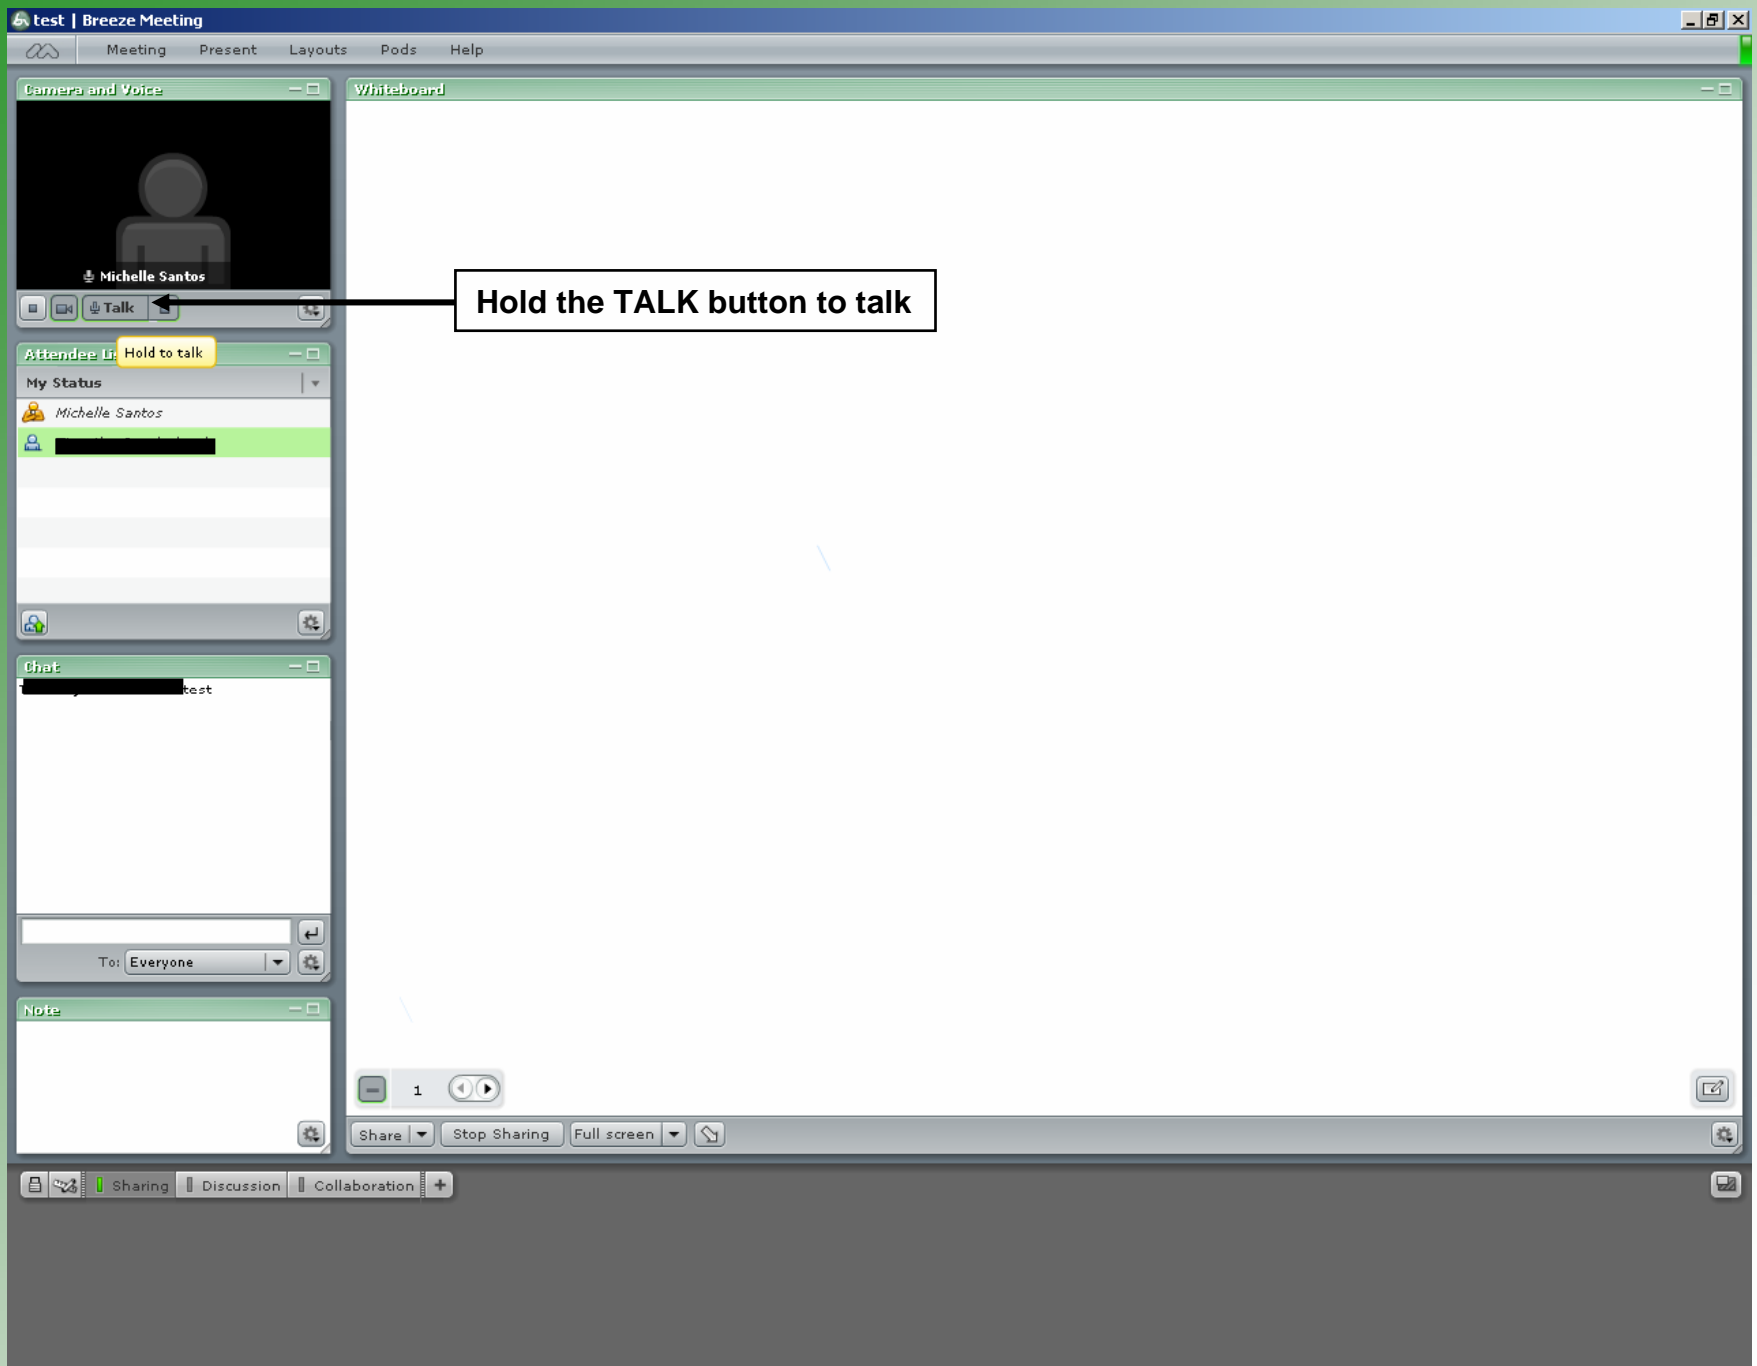 test | Breeze Meeting
Meeting Present Layouts Pods Help
Camera and Voice
Whiteboard
Michelle Santos
Talk
Hold the TALK button to talk
Hold to talk
Attendee Li
My Status
Michelle Santos
Chat
test
To: Everyone
Note
1
Share Stop Sharing Full screen
Sharing Discussion Collaboration +